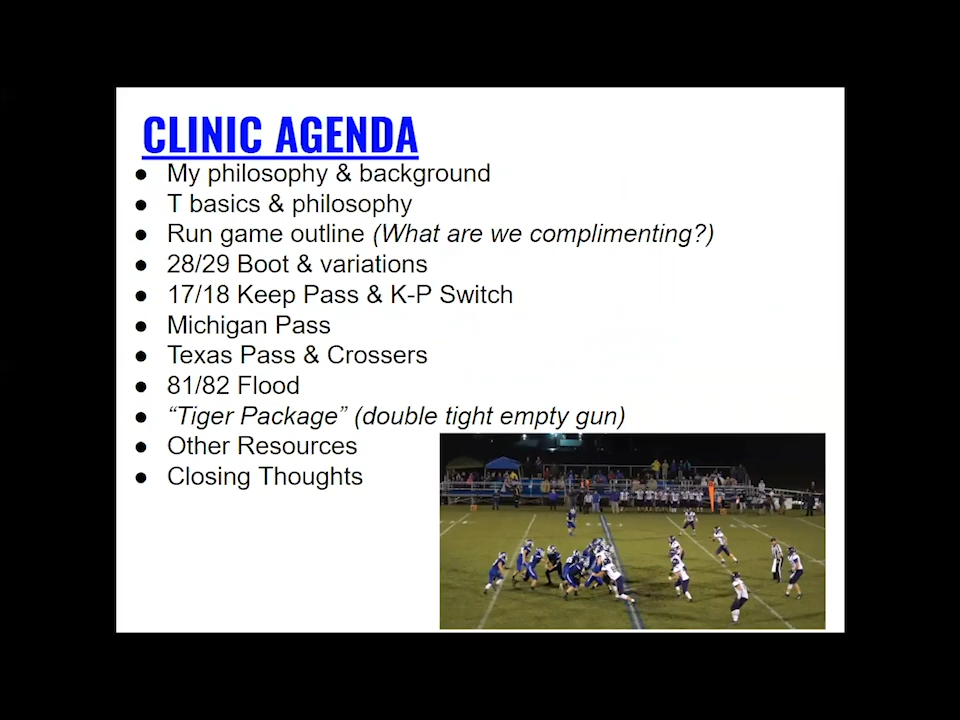 CLINIC AGENDA
● My philosophy & background
● T basics & philosophy
● Run game outline (What are we complimenting?)
● 28/29 Boot & variations
● 17/18 Keep Pass & K-P Switch
● Michigan Pass
● Texas Pass & Crossers
● 81/82 Flood
● “Tiger Package” (double tight empty gun)
● Other Resources
● Closing Thoughts